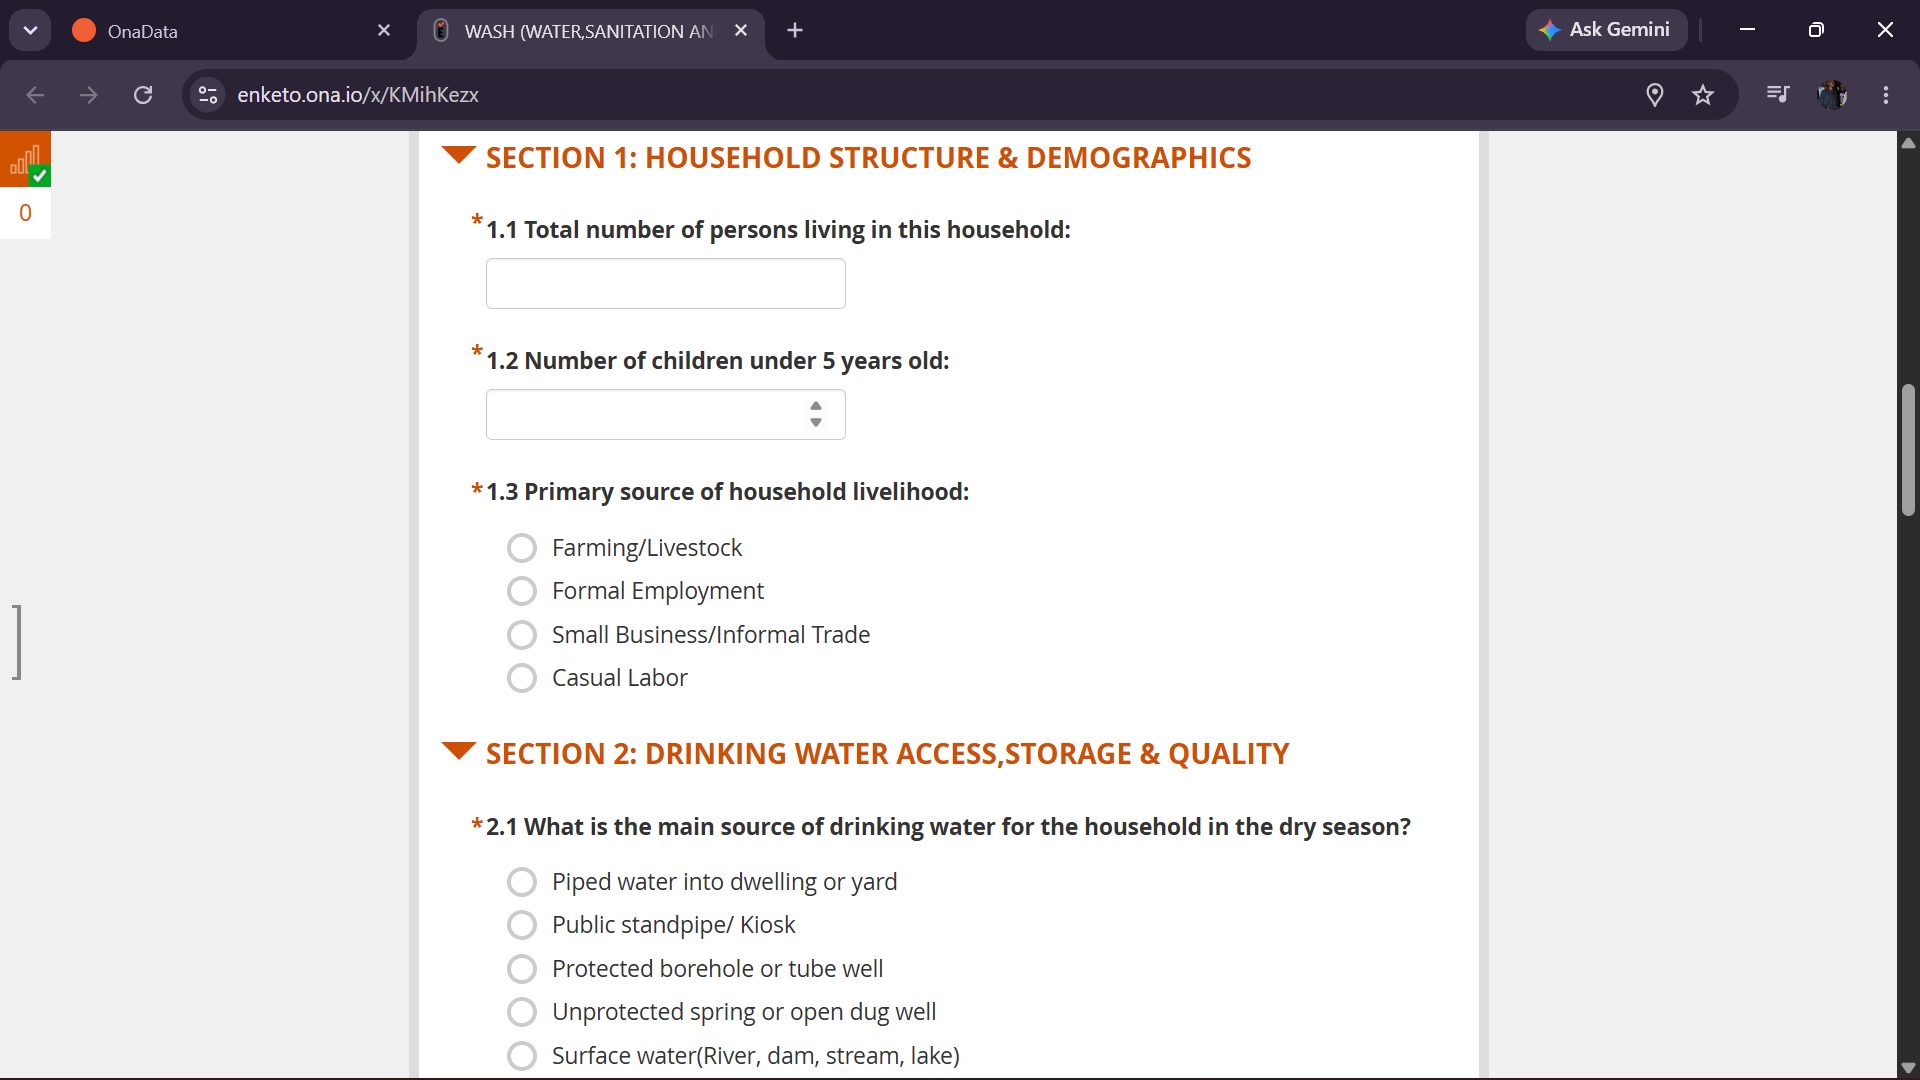 OnaData
WASH (WATER,SANITATION AN
Ask Gemini
enketo.ona.io/x/KMihKezx
0
SECTION 1: HOUSEHOLD STRUCTURE & DEMOGRAPHICS
*1.1 Total number of persons living in this household:
*1.2 Number of children under 5 years old:
*1.3 Primary source of household livelihood:
Farming/Livestock
Formal Employment
Small Business/Informal Trade
Casual Labor
SECTION 2: DRINKING WATER ACCESS,STORAGE & QUALITY
*2.1 What is the main source of drinking water for the household in the dry season?
Piped water into dwelling or yard
Public standpipe/ Kiosk
Protected borehole or tube well
Unprotected spring or open dug well
Surface water(River, dam, stream, lake)